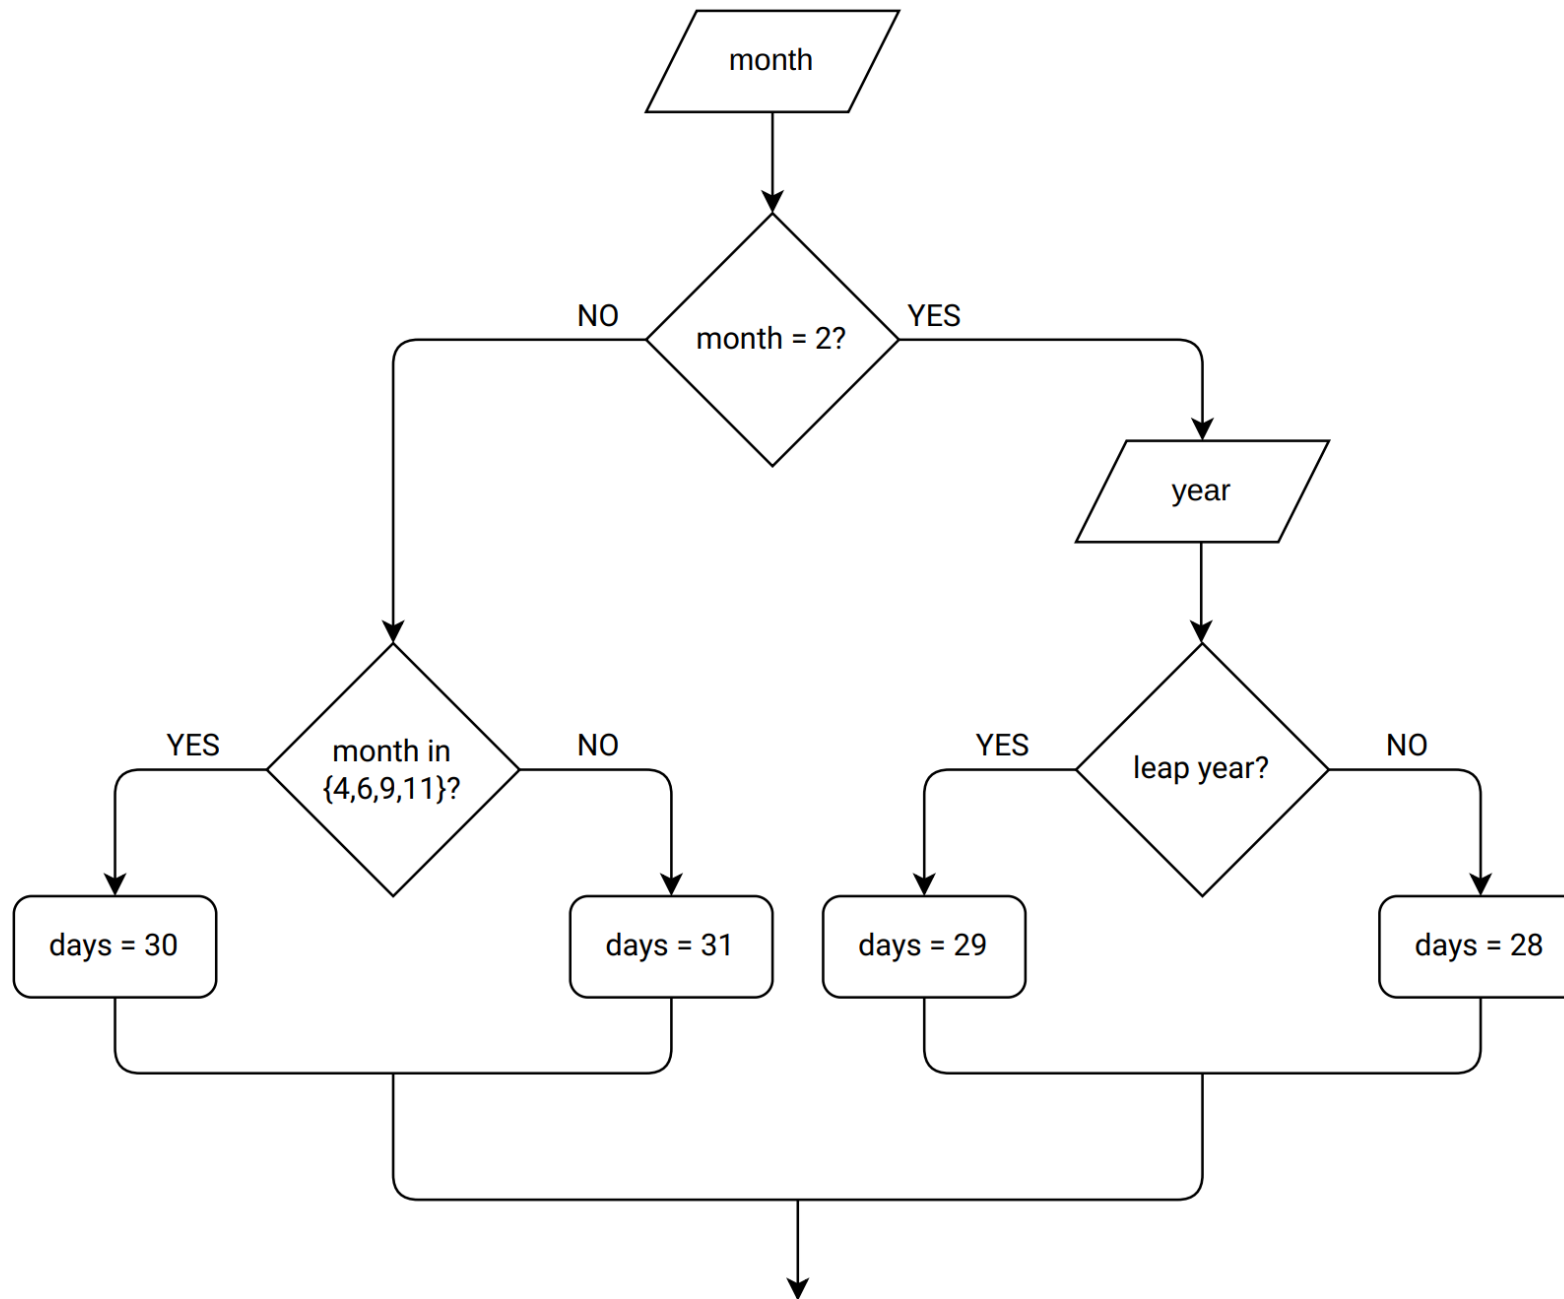 month
NO
YES
month = 2?
year
YES
month in
{4,6,9,11}?
NO
YES
leap year?
NO
days = 30
days = 31
days = 29
days = 28